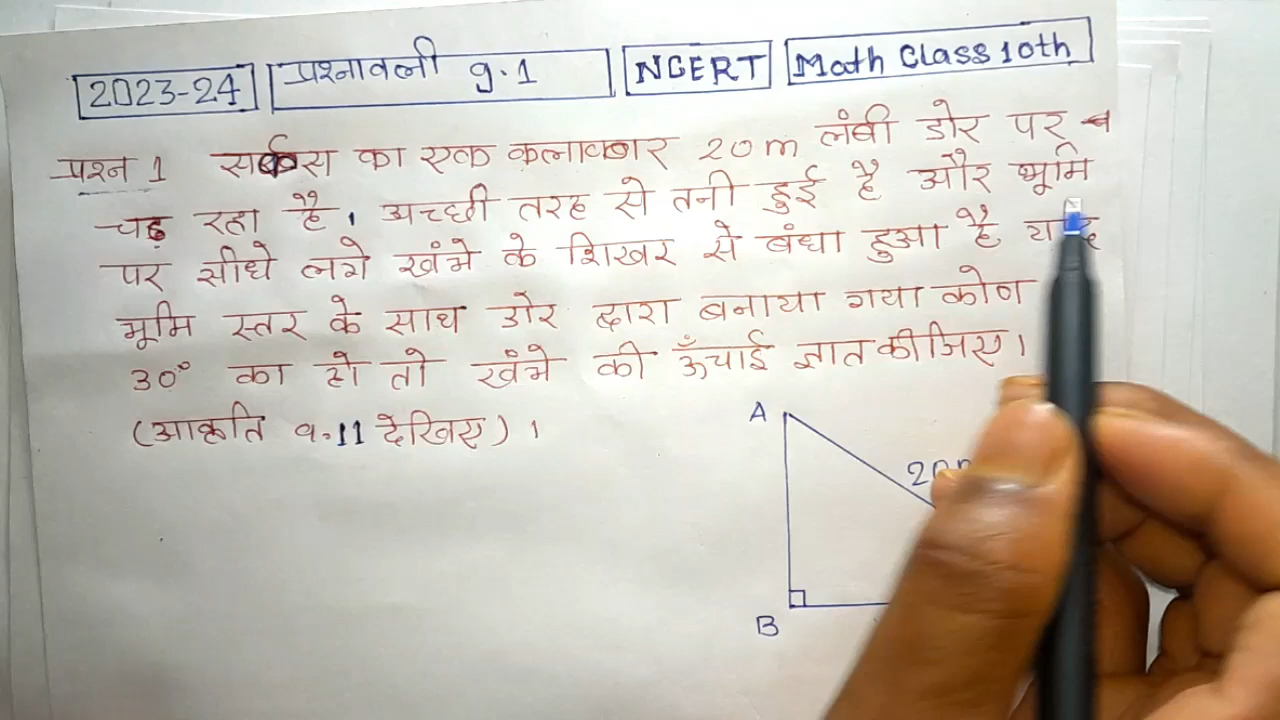 2023-24 प्रश्नावली 9.1 NCERT Math Class 10th
प्रश्न 1 सर्कस का एक कलाकार 20m लंबी डोर पर
चढ रहा है। अच्छी तरह से तनी हुई है और भूमि
पर सीधे लगे खंभे के शिखर से बंधा हुआ है
भूमि स्तर के साथ डोर द्वारा बनाया गया कोण
30° का हो तो खंभे की ऊँचाई ज्ञात कीजिए।
(आकृति 9.11 देखिए)।
A
20
B